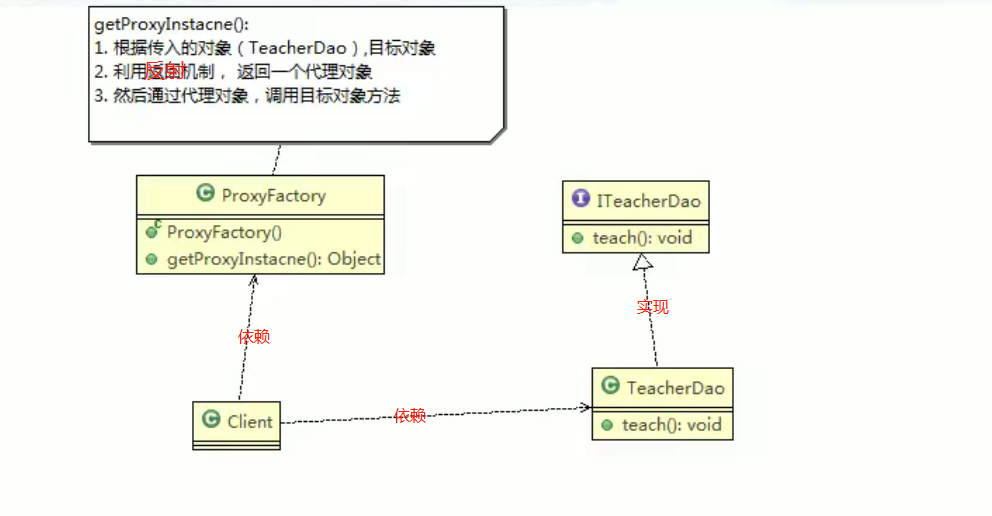 getProxyInstacne():
1. 根据传入的对象（TeacherDao）,目标对象
2. 利用反射机制， 返回一个代理对象
3. 然后通过代理对象，调用目标对象方法
C ProxyFactory
C ProxyFactory()
getProxyInstacne(): Object
I ITeacherDao
teach(): void
实现
依赖
C TeacherDao
teach(): void
C Client
依赖